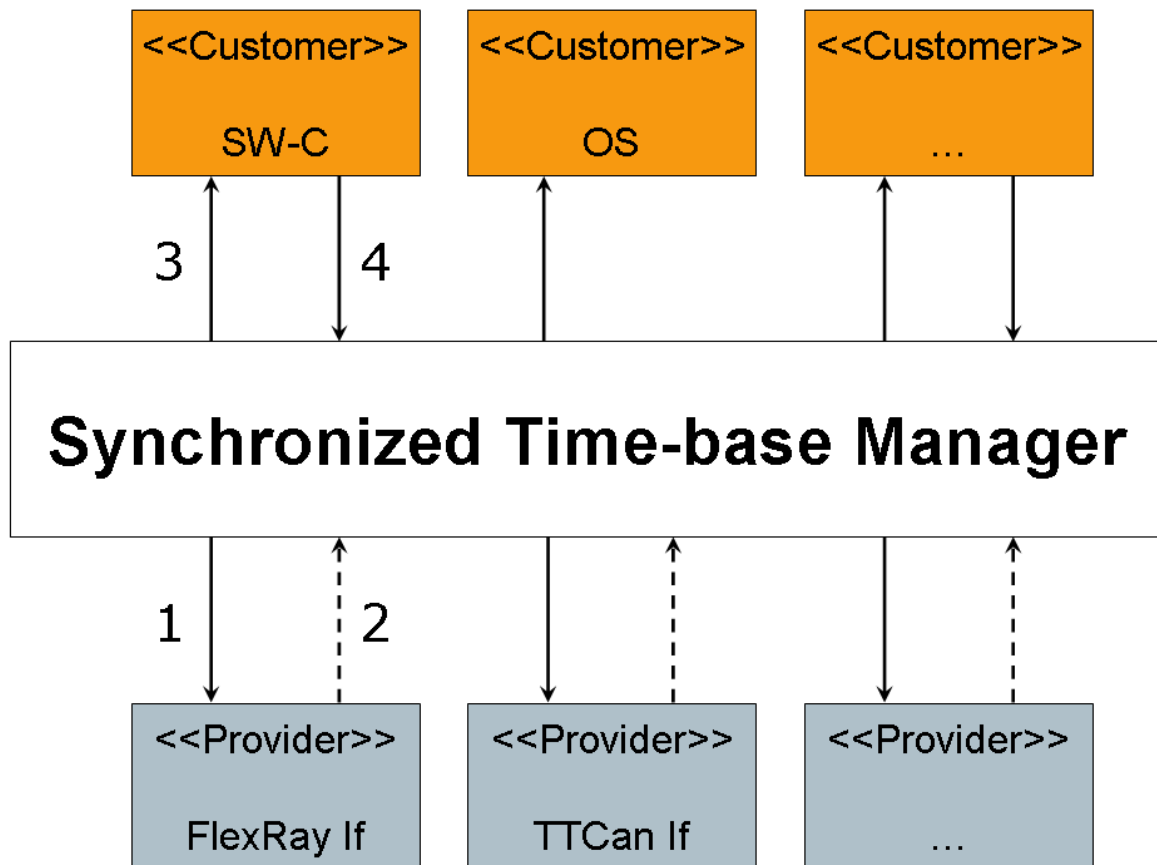 <<Customer>>
SW-C
<<Customer>>
OS
<<Customer>>
...
3
4
Synchronized Time-base Manager
1
2
<<Provider>>
FlexRay If
<<Provider>>
TTCan If
<<Provider>>
...